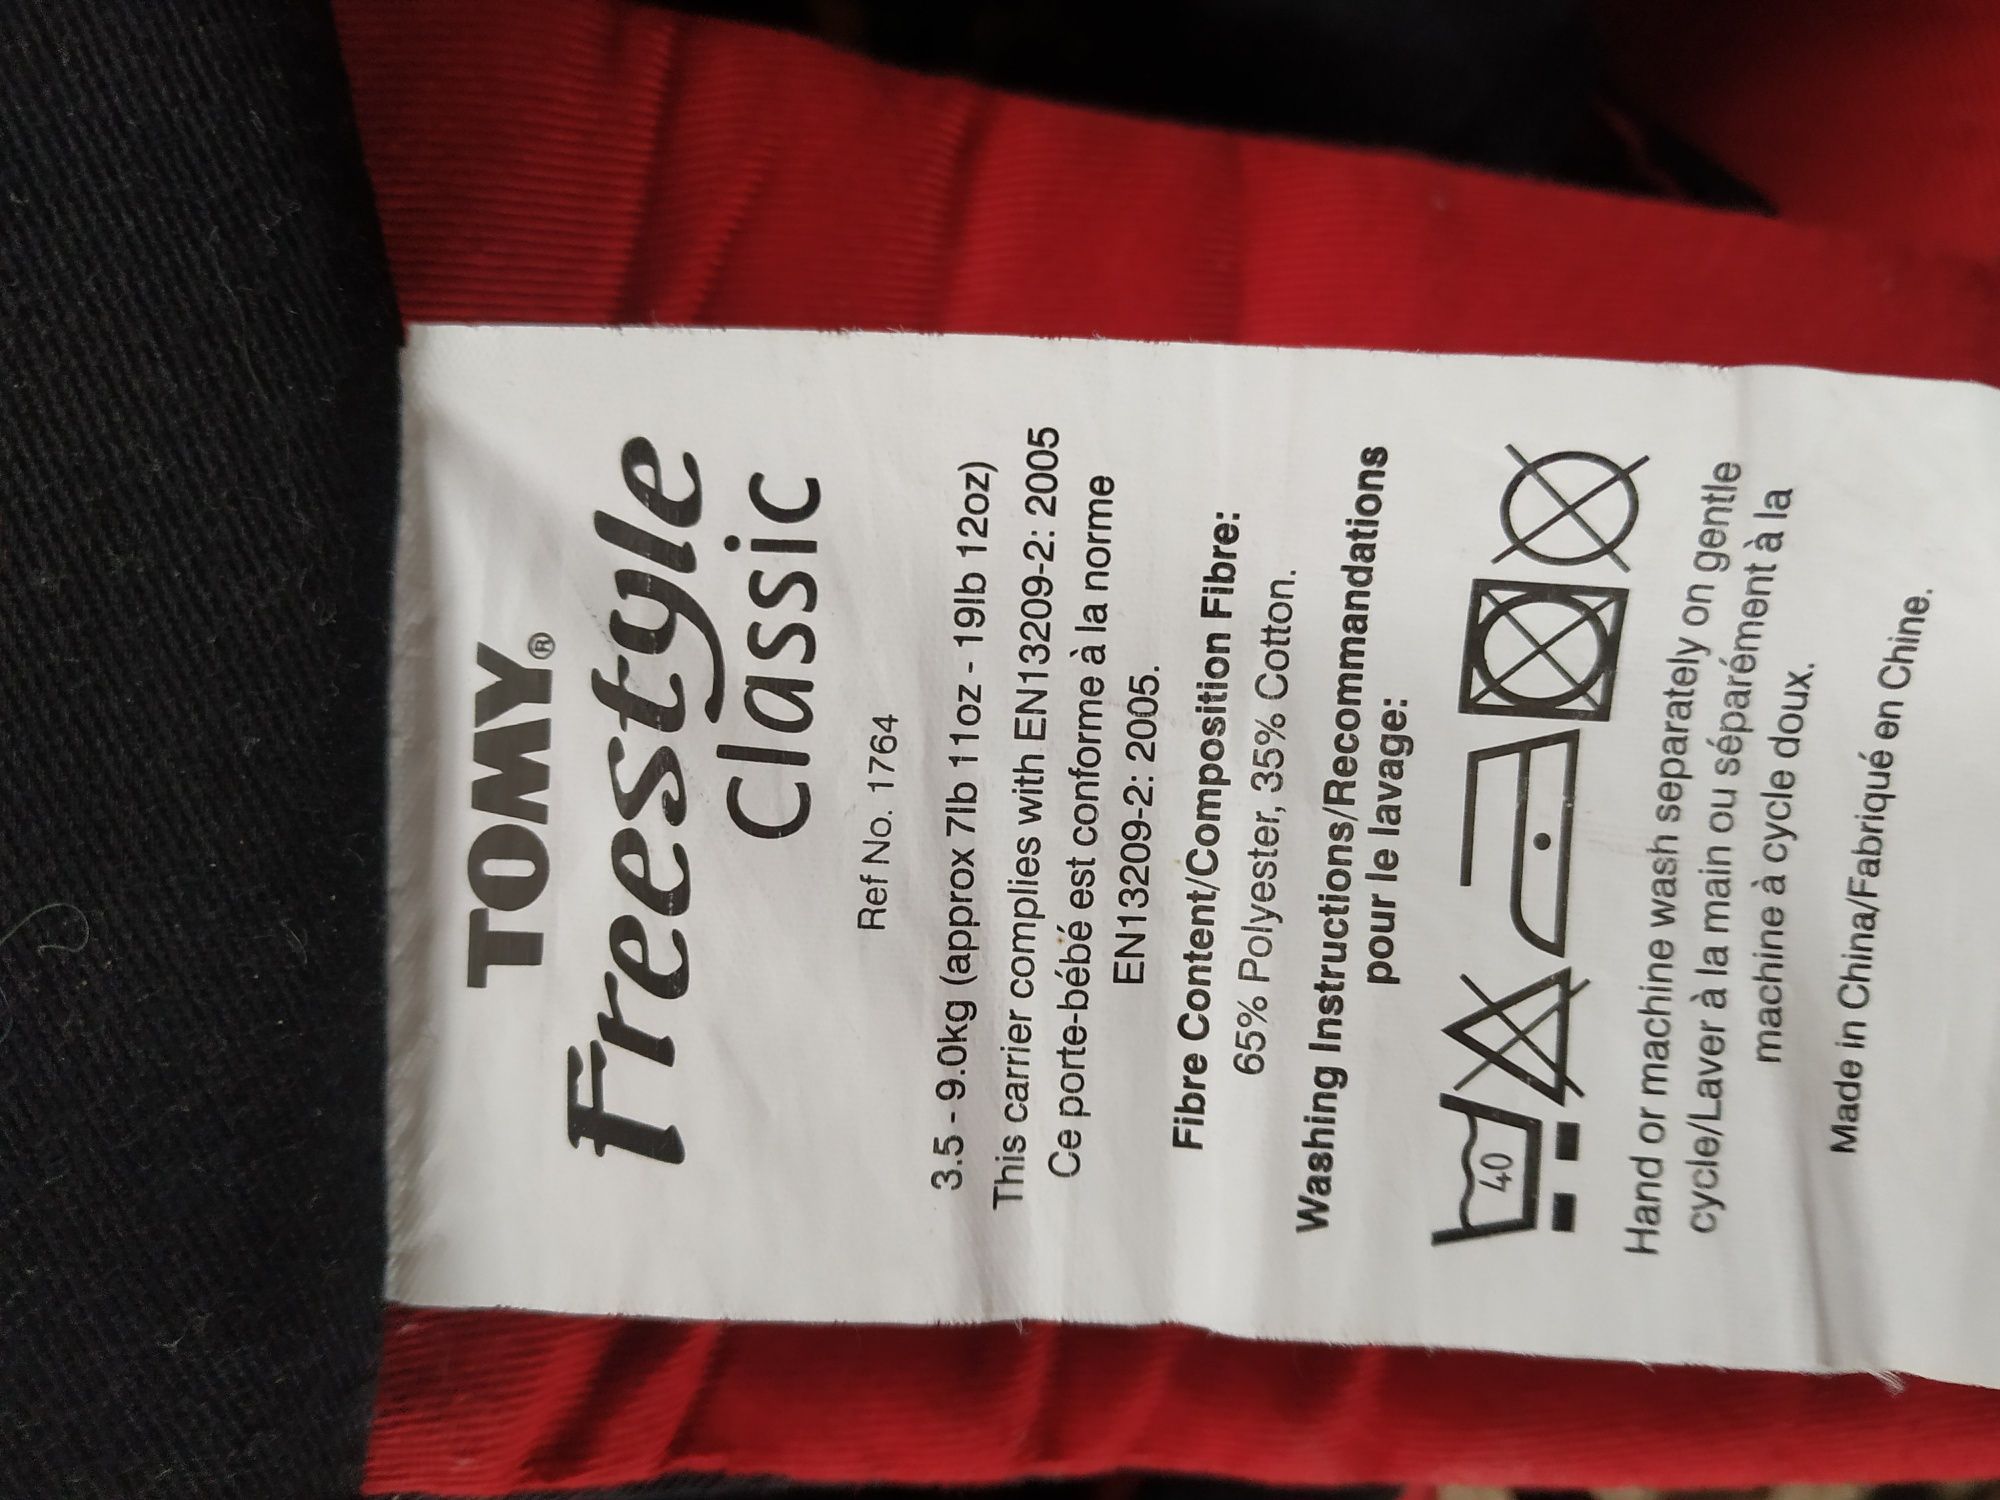 TOMY®
Freestyle
Classic
Ref No. 1764
3.5 - 9.0kg (approx 7lb 11oz - 19lb 12oz)
This carrier complies with EN13209-2: 2005
Ce porte-bébé est conforme à la norme
EN13209-2: 2005.
Fibre Content/Composition Fibre:
65% Polyester, 35% Cotton.
Washing Instructions/Recommandations
pour le lavage:
40
Hand or machine wash separately on gentle
cycle/Laver à la main ou séparément à la
machine à cycle doux.
Made in China/Fabriqué en Chine.